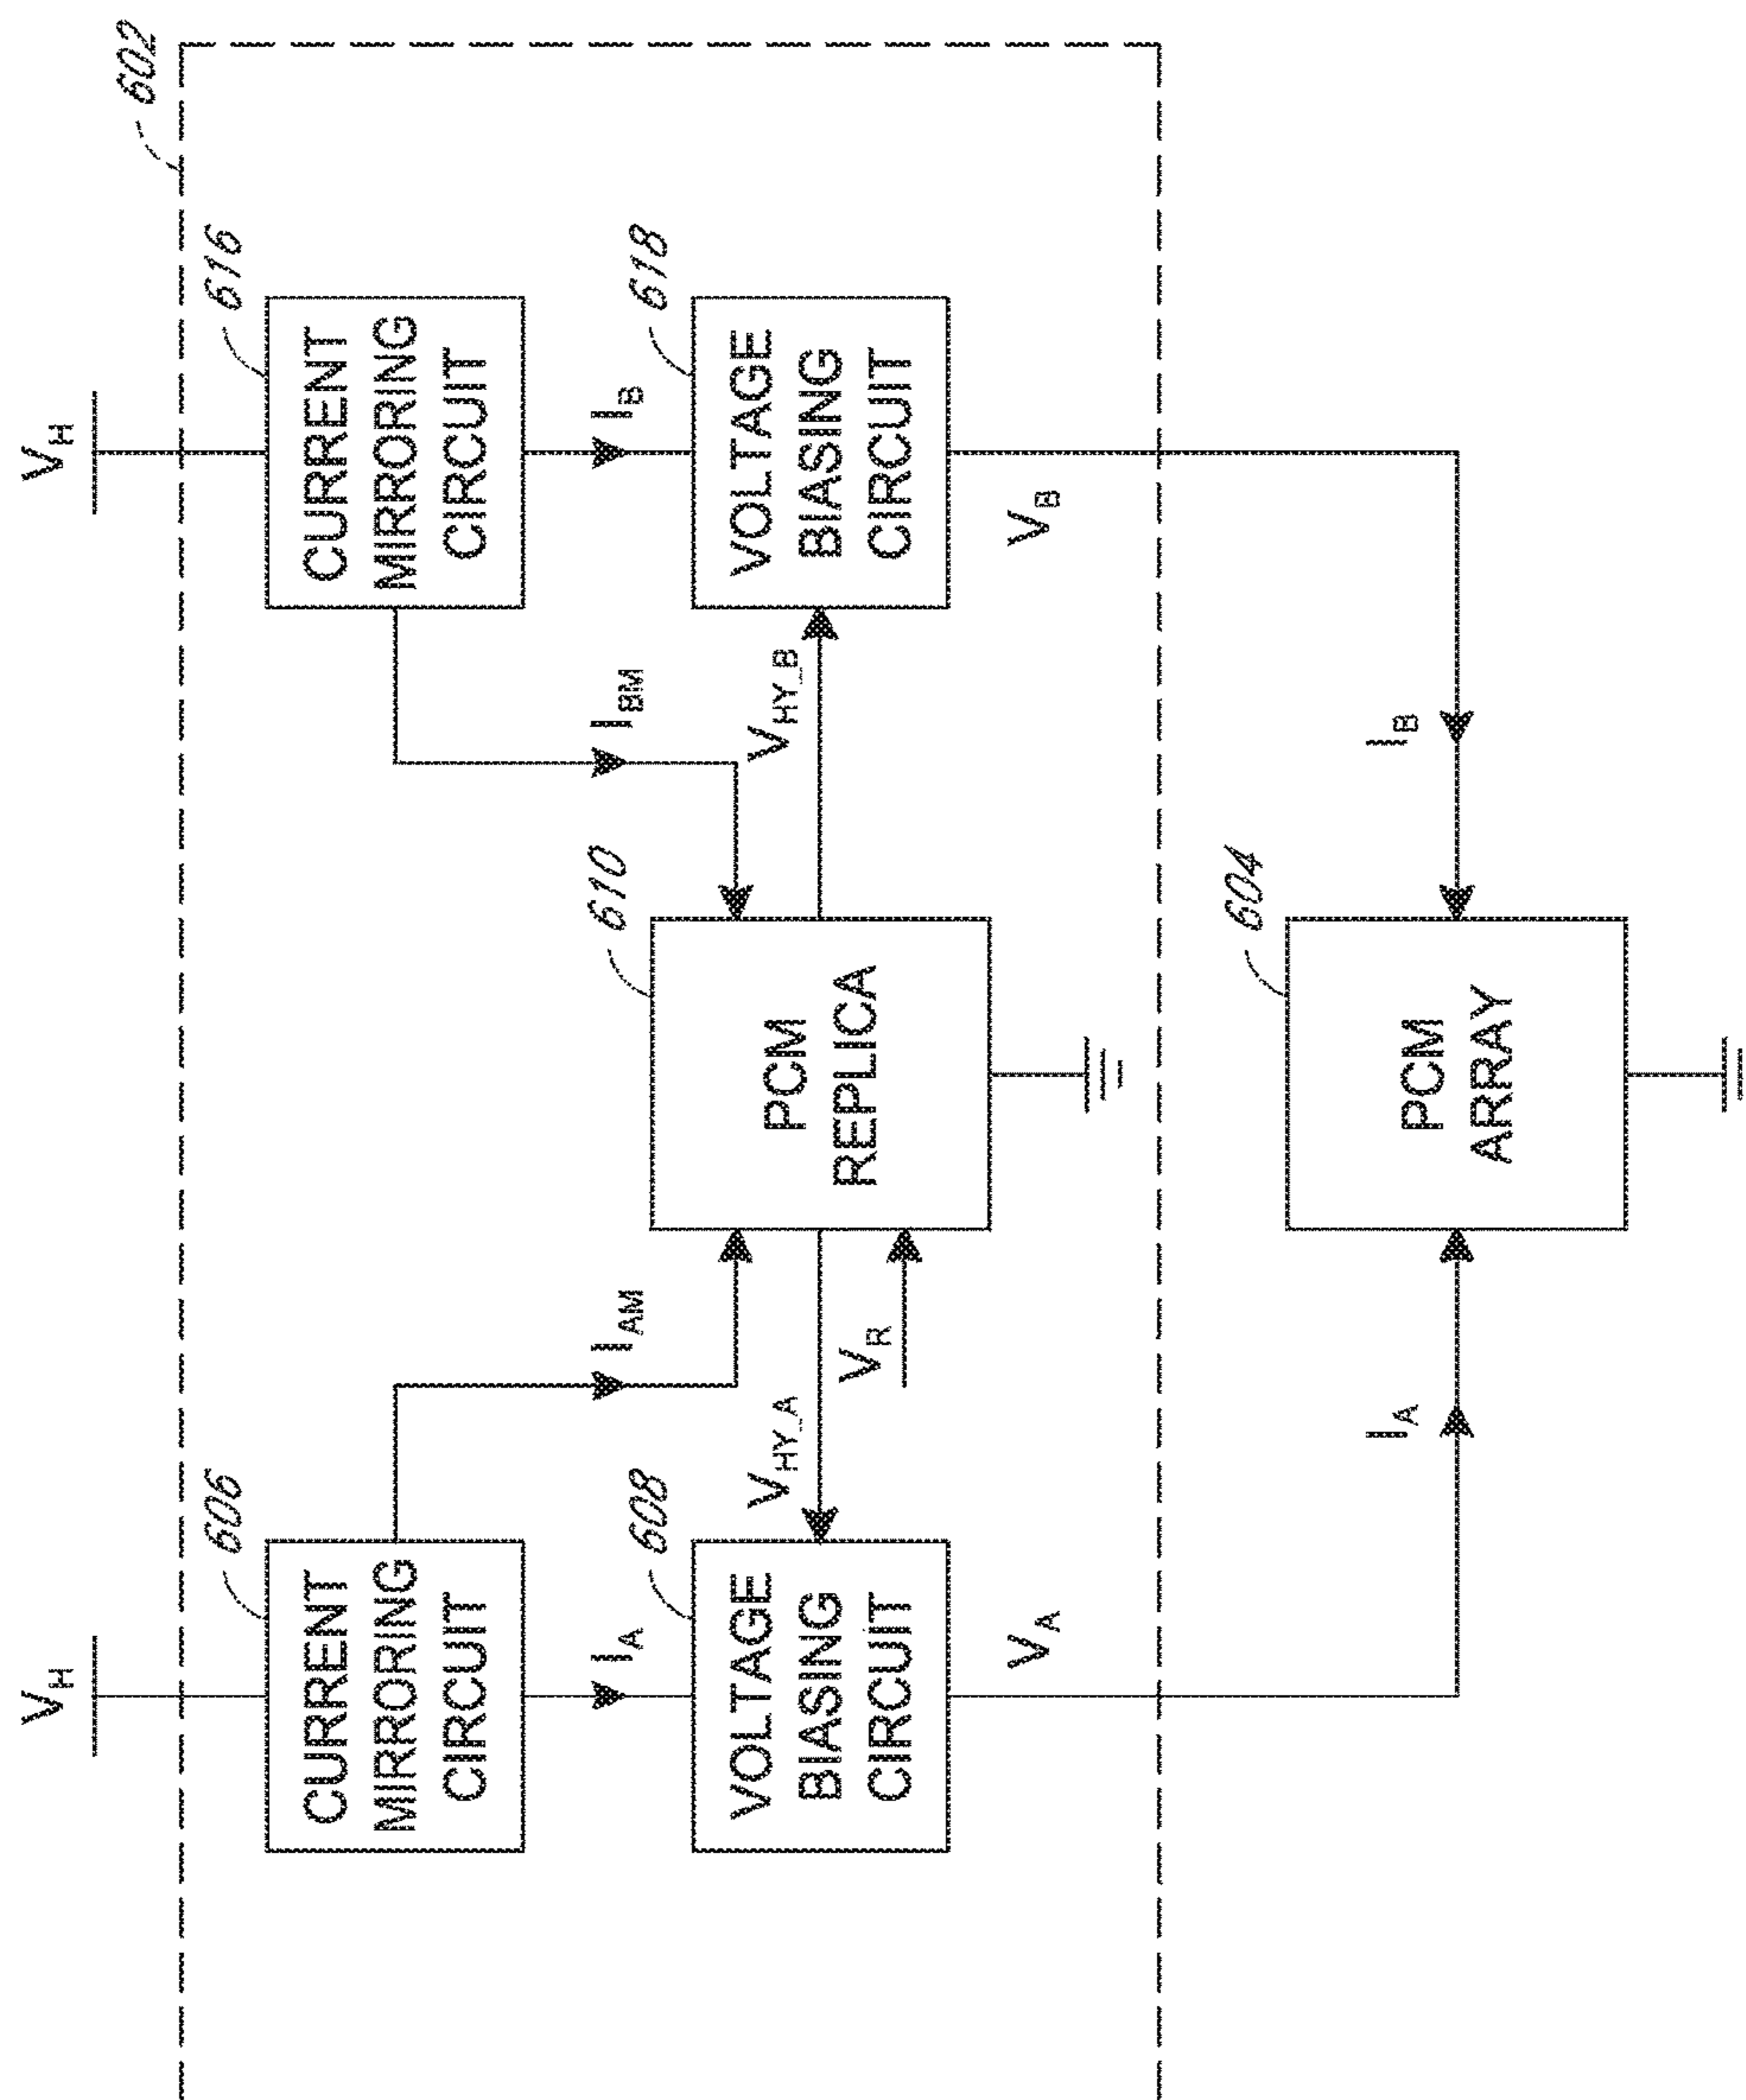 602
V_H
V_H
606
CURRENT
MIRRORING
CIRCUIT
616
CURRENT
MIRRORING
CIRCUIT
I_A
I_AM
I_BM
I_B
608
VOLTAGE
BIASING
CIRCUIT
610
PCM
REPLICA
618
VOLTAGE
BIASING
CIRCUIT
V_HY_A
V_HY_B
V_R
V_A
V_B
604
PCM
ARRAY
I_A
I_B